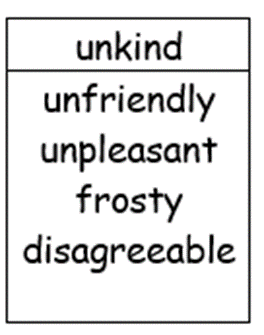 unkind
unfriendly
unpleasant
frosty
disagreeable